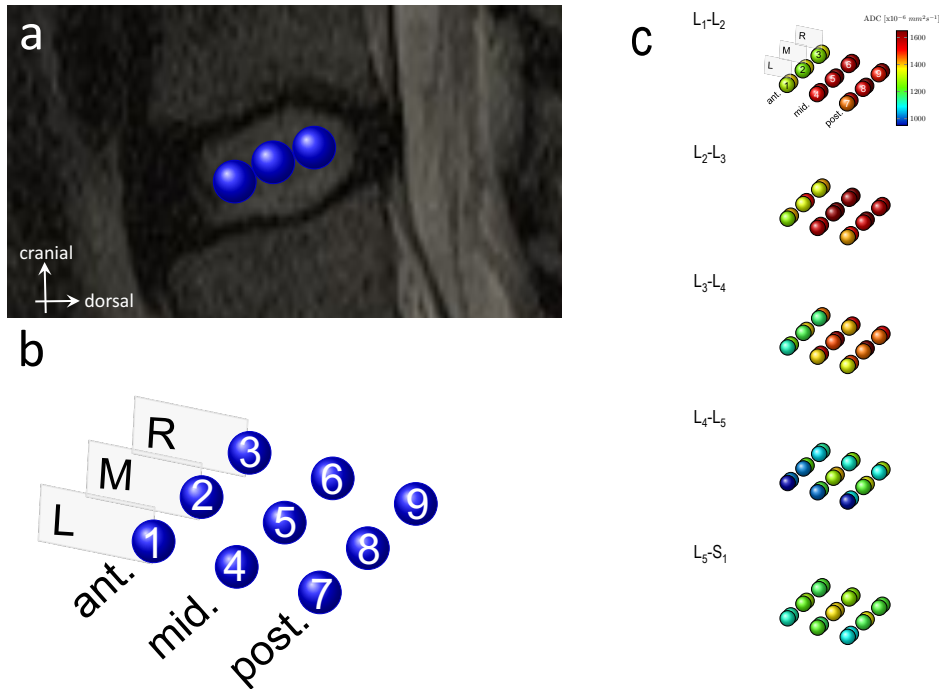 a
cranial
dorsal
b
R
M
L
3
6
2
9
5
1
8
4
7
ant.
mid.
post.
c
L₁-L₂
ADC [x10⁻⁶ mm²s⁻¹]
R
M
L
3
6
2
9
5
1
8
4
7
ant.
mid.
post.
1600
1400
1200
1000
L₂-L₃
L₃-L₄
L₄-L₅
L₅-S₁